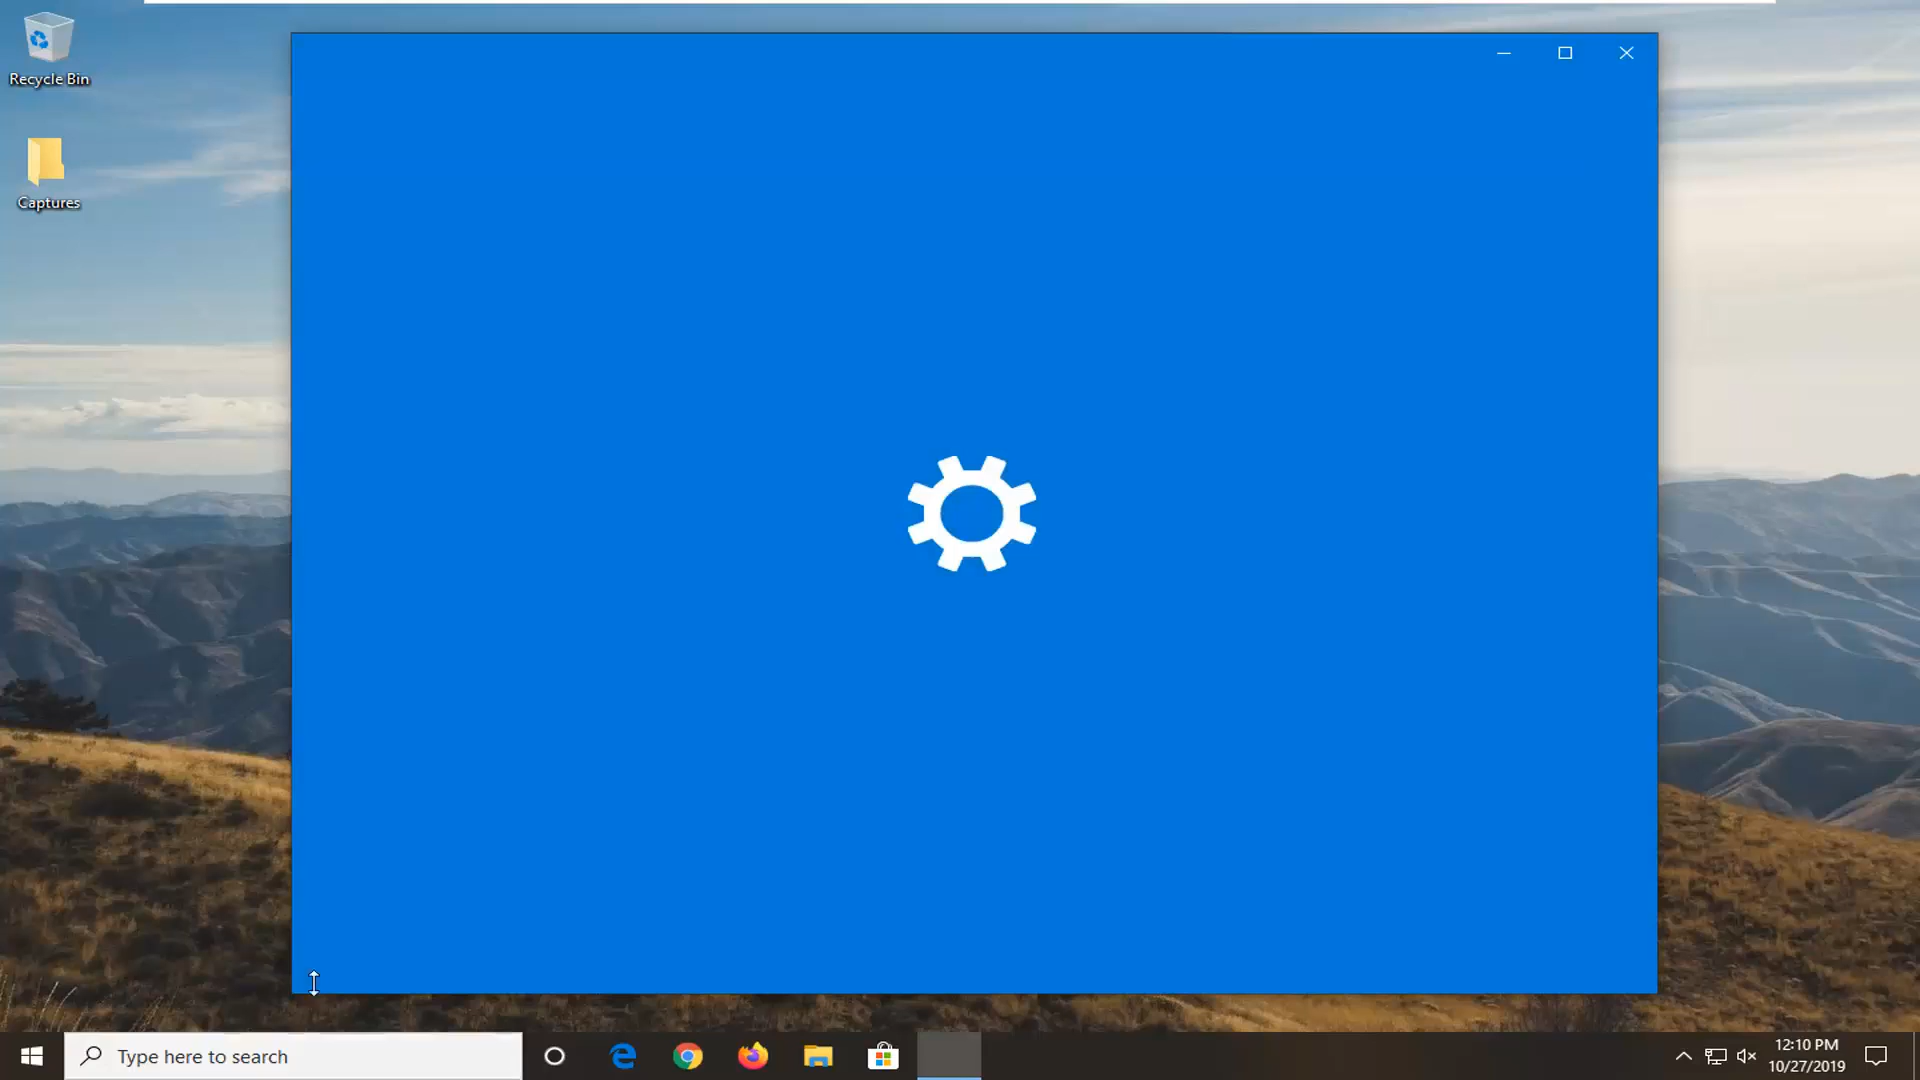 Recycle Bin
Captures
Type here to search
12:10 PM
10/27/2019